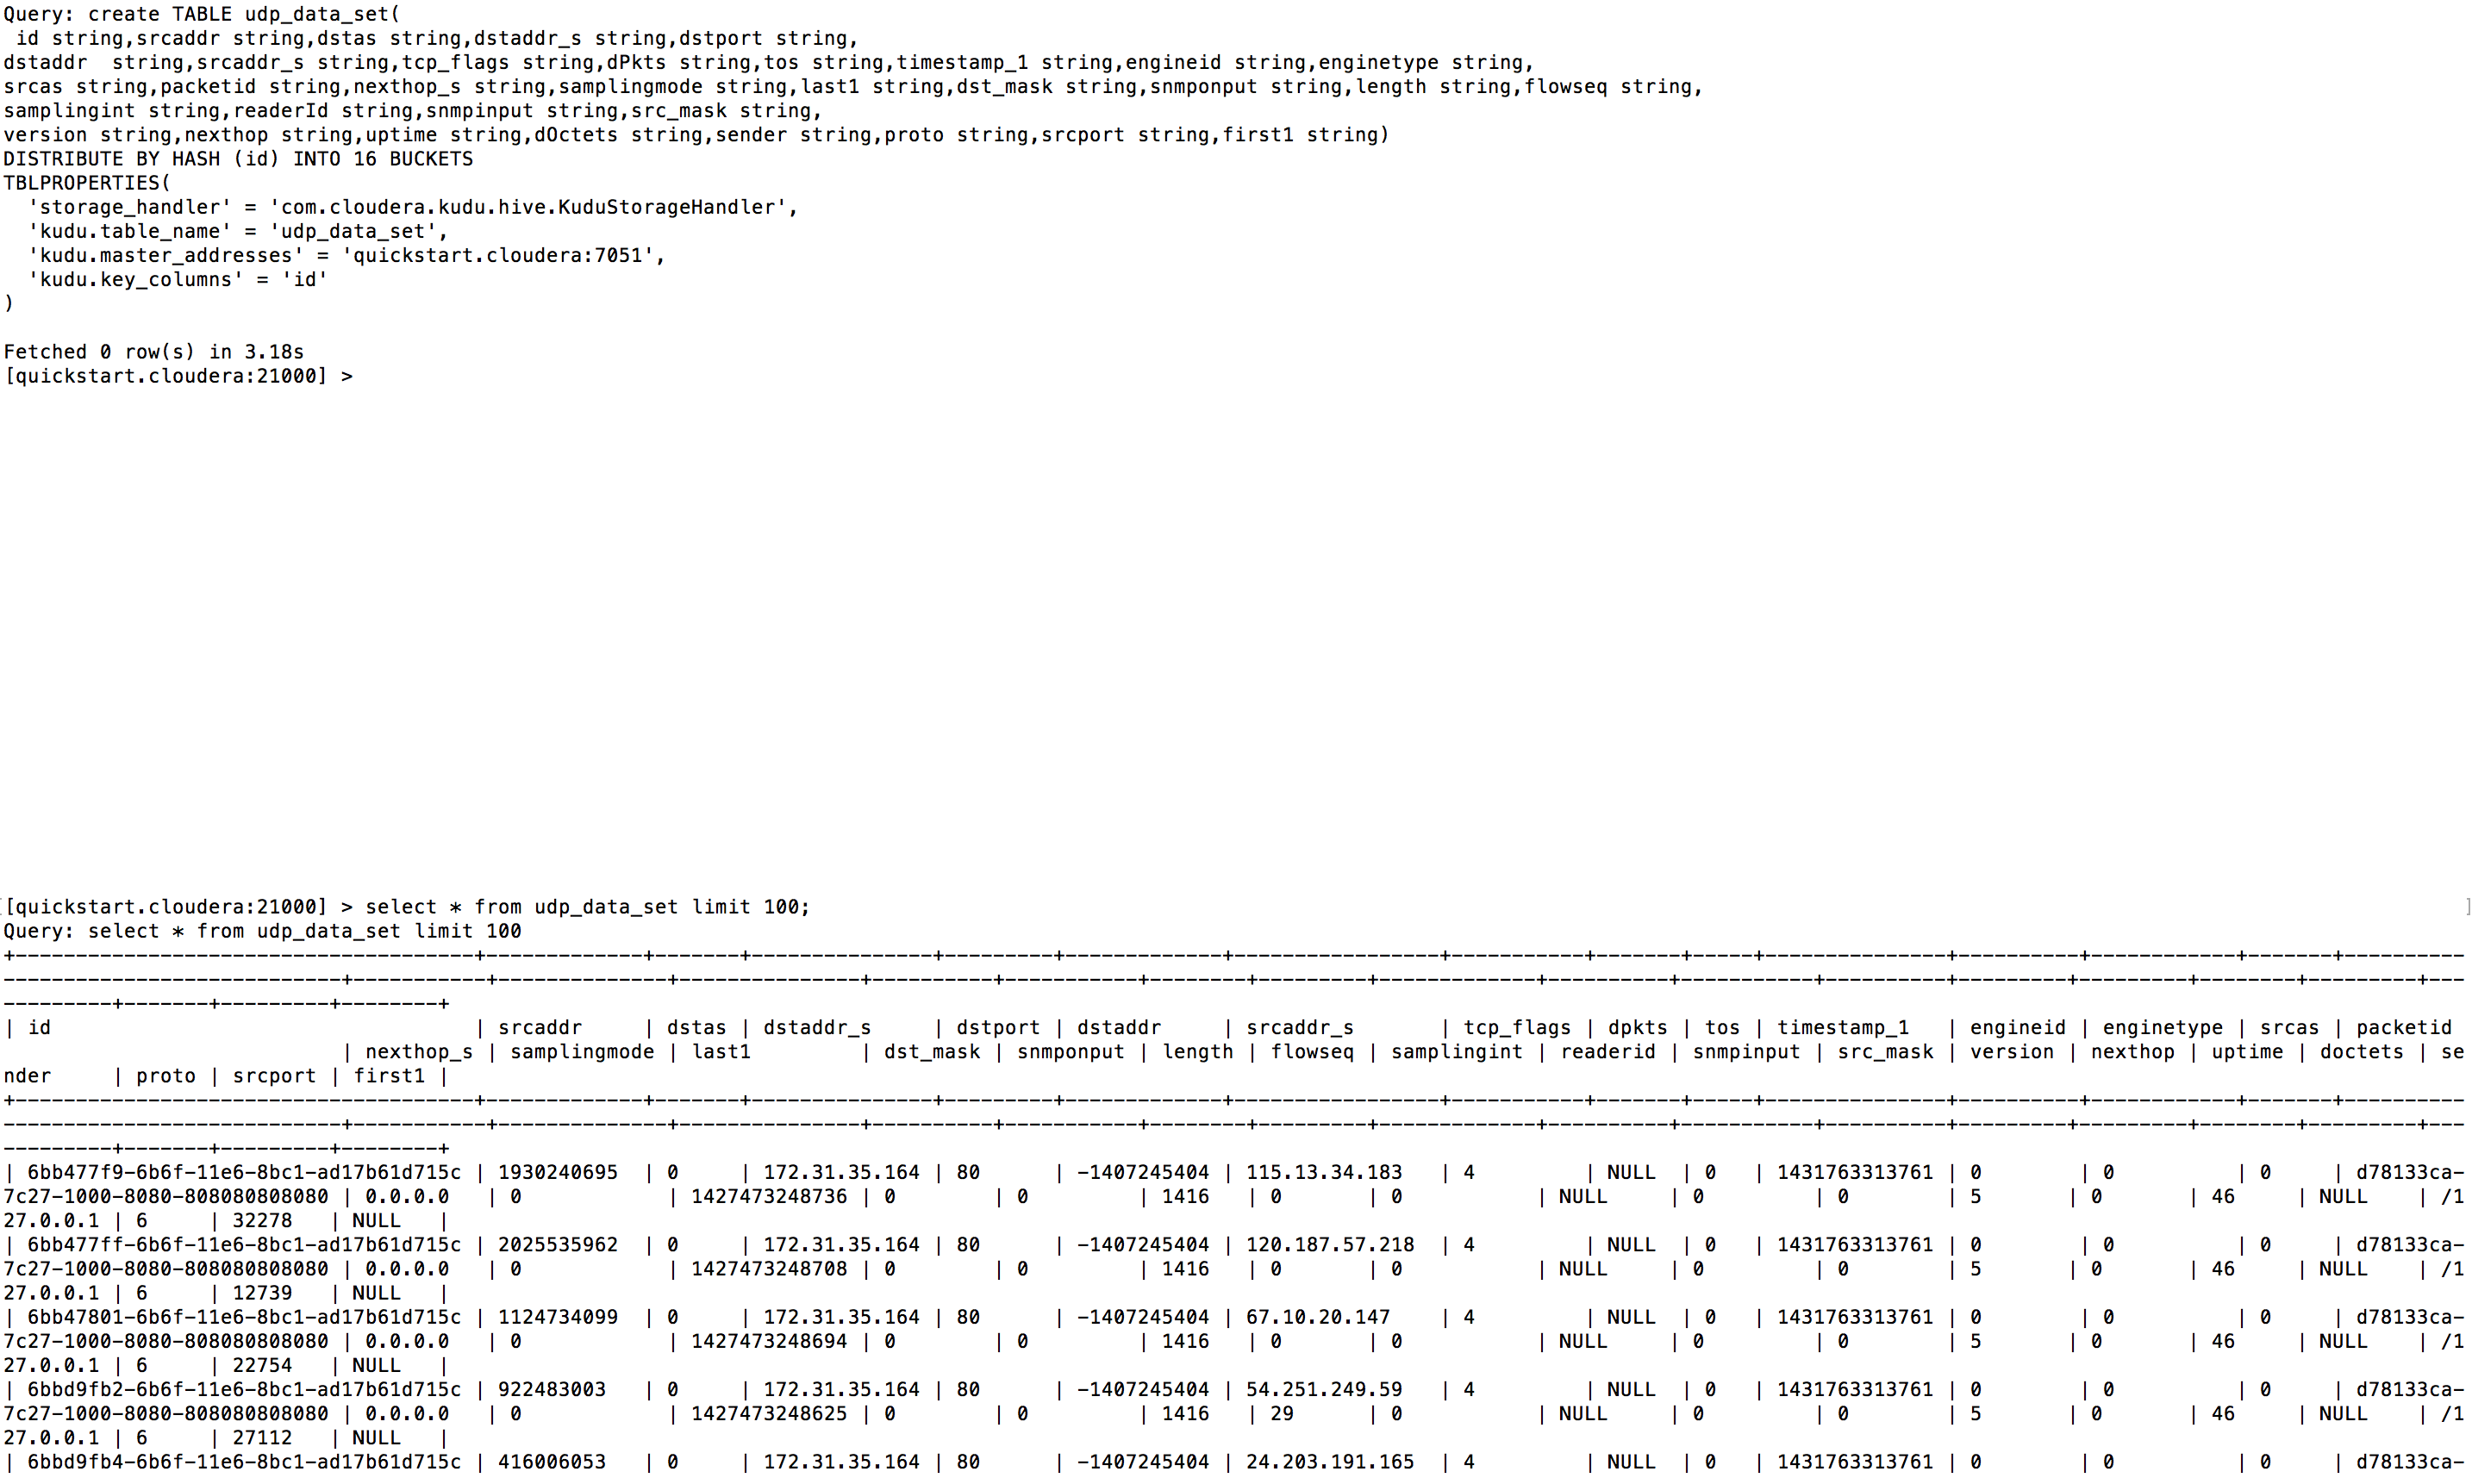 Query: create TABLE udp_data_set(
 id string,srcaddr string,dstas string,dstaddr_s string,dstport string,
dstaddr  string,srcaddr_s string,tcp_flags string,dPkts string,tos string,timestamp_1 string,engineid string,enginetype string,
srcas string,packetid string,nexthop_s string,samplingmode string,last1 string,dst_mask string,snmponput string,length string,flowseq string,
samplingint string,readerId string,snmpinput string,src_mask string,
version string,nexthop string,uptime string,dOctets string,sender string,proto string,srcport string,first1 string)
DISTRIBUTE BY HASH (id) INTO 16 BUCKETS
TBLPROPERTIES(
  'storage_handler' = 'com.cloudera.kudu.hive.KuduStorageHandler',
  'kudu.table_name' = 'udp_data_set',
  'kudu.master_addresses' = 'quickstart.cloudera:7051',
  'kudu.key_columns' = 'id'
)
Fetched 0 row(s) in 3.18s
[quickstart.cloudera:21000] >
[quickstart.cloudera:21000] > select * from udp_data_set limit 100;
Query: select * from udp_data_set limit 100
| id | srcaddr | dstas | dstaddr_s | dstport | dstaddr | srcaddr_s | tcp_flags | dpkts | tos | timestamp_1 | engineid | enginetype | srcas | packetid
| nexthop_s | samplingmode | last1 | dst_mask | snmponput | length | flowseq | samplingint | readerid | snmpinput | src_mask | version | nexthop | uptime | doctets | se
nder | proto | srcport | first1 |
| 6bb477f9-6b6f-11e6-8bc1-ad17b61d715c | 1930240695 | 0 | 172.31.35.164 | 80 | -1407245404 | 115.13.34.183 | 4 | NULL | 0 | 1431763313761 | 0 | 0 | 0 | d78133ca-
7c27-1000-8080-808080808080 | 0.0.0.0 | 0 | 1427473248736 | 0 | 0 | 1416 | 0 | 0 | NULL | 0 | 0 | 5 | 0 | 46 | NULL | /1
27.0.0.1 | 6 | 32278 | NULL |
| 6bb477ff-6b6f-11e6-8bc1-ad17b61d715c | 2025535962 | 0 | 172.31.35.164 | 80 | -1407245404 | 120.187.57.218 | 4 | NULL | 0 | 1431763313761 | 0 | 0 | 0 | d78133ca-
7c27-1000-8080-808080808080 | 0.0.0.0 | 0 | 1427473248708 | 0 | 0 | 1416 | 0 | 0 | NULL | 0 | 0 | 5 | 0 | 46 | NULL | /1
27.0.0.1 | 6 | 12739 | NULL |
| 6bb47801-6b6f-11e6-8bc1-ad17b61d715c | 1124734099 | 0 | 172.31.35.164 | 80 | -1407245404 | 67.10.20.147 | 4 | NULL | 0 | 1431763313761 | 0 | 0 | 0 | d78133ca-
7c27-1000-8080-808080808080 | 0.0.0.0 | 0 | 1427473248694 | 0 | 0 | 1416 | 0 | 0 | NULL | 0 | 0 | 5 | 0 | 46 | NULL | /1
27.0.0.1 | 6 | 22754 | NULL |
| 6bbd9fb2-6b6f-11e6-8bc1-ad17b61d715c | 922483003 | 0 | 172.31.35.164 | 80 | -1407245404 | 54.251.249.59 | 4 | NULL | 0 | 1431763313761 | 0 | 0 | 0 | d78133ca-
7c27-1000-8080-808080808080 | 0.0.0.0 | 0 | 1427473248625 | 0 | 0 | 1416 | 29 | 0 | NULL | 0 | 0 | 5 | 0 | 46 | NULL | /1
27.0.0.1 | 6 | 27112 | NULL |
| 6bbd9fb4-6b6f-11e6-8bc1-ad17b61d715c | 416006053 | 0 | 172.31.35.164 | 80 | -1407245404 | 24.203.191.165 | 4 | NULL | 0 | 1431763313761 | 0 | 0 | 0 | d78133ca-